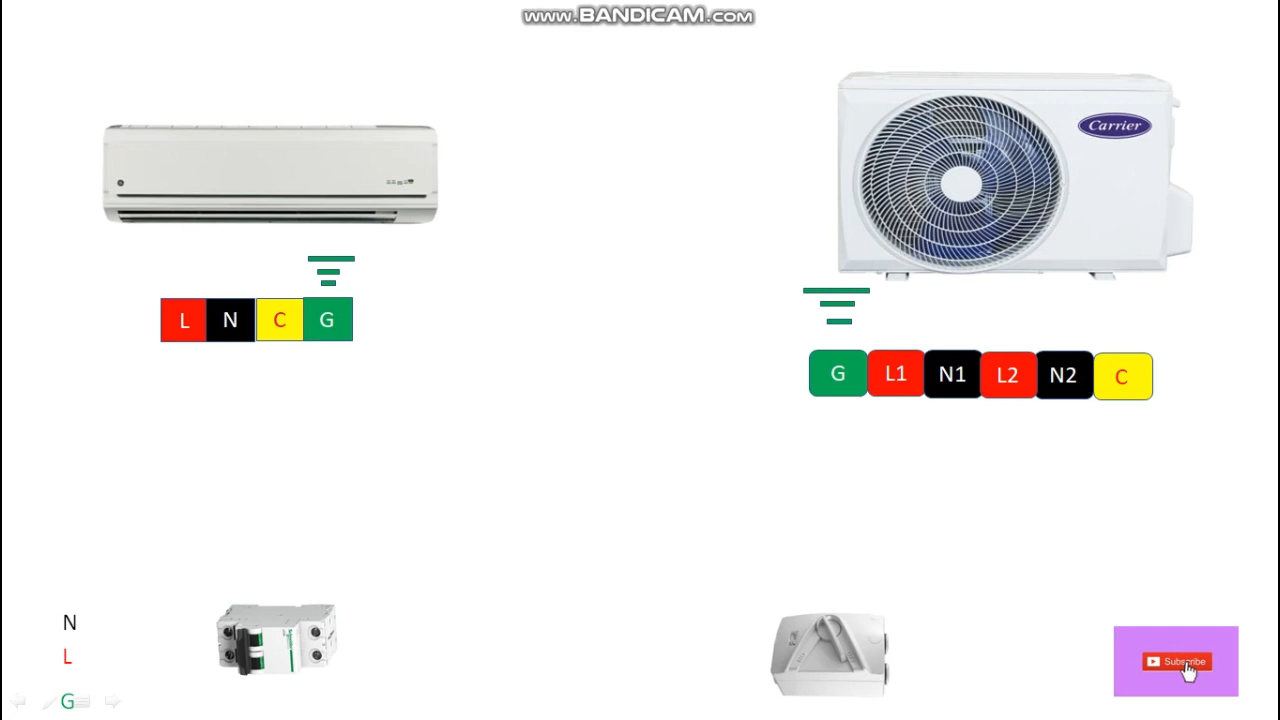 www.BANDICAM.com
Carrier
L N C G
G L1 N1 L2 N2 C
N
L
G
Subscribe